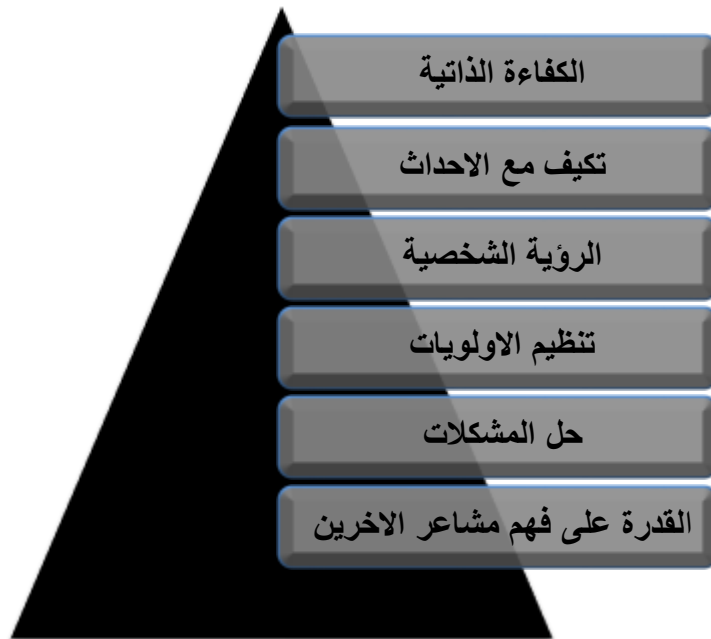 الكفاءة الذاتية
تكيف مع الاحداث
الرؤية الشخصية
تنظيم الاولويات
حل المشكلات
القدرة على فهم مشاعر الاخرين